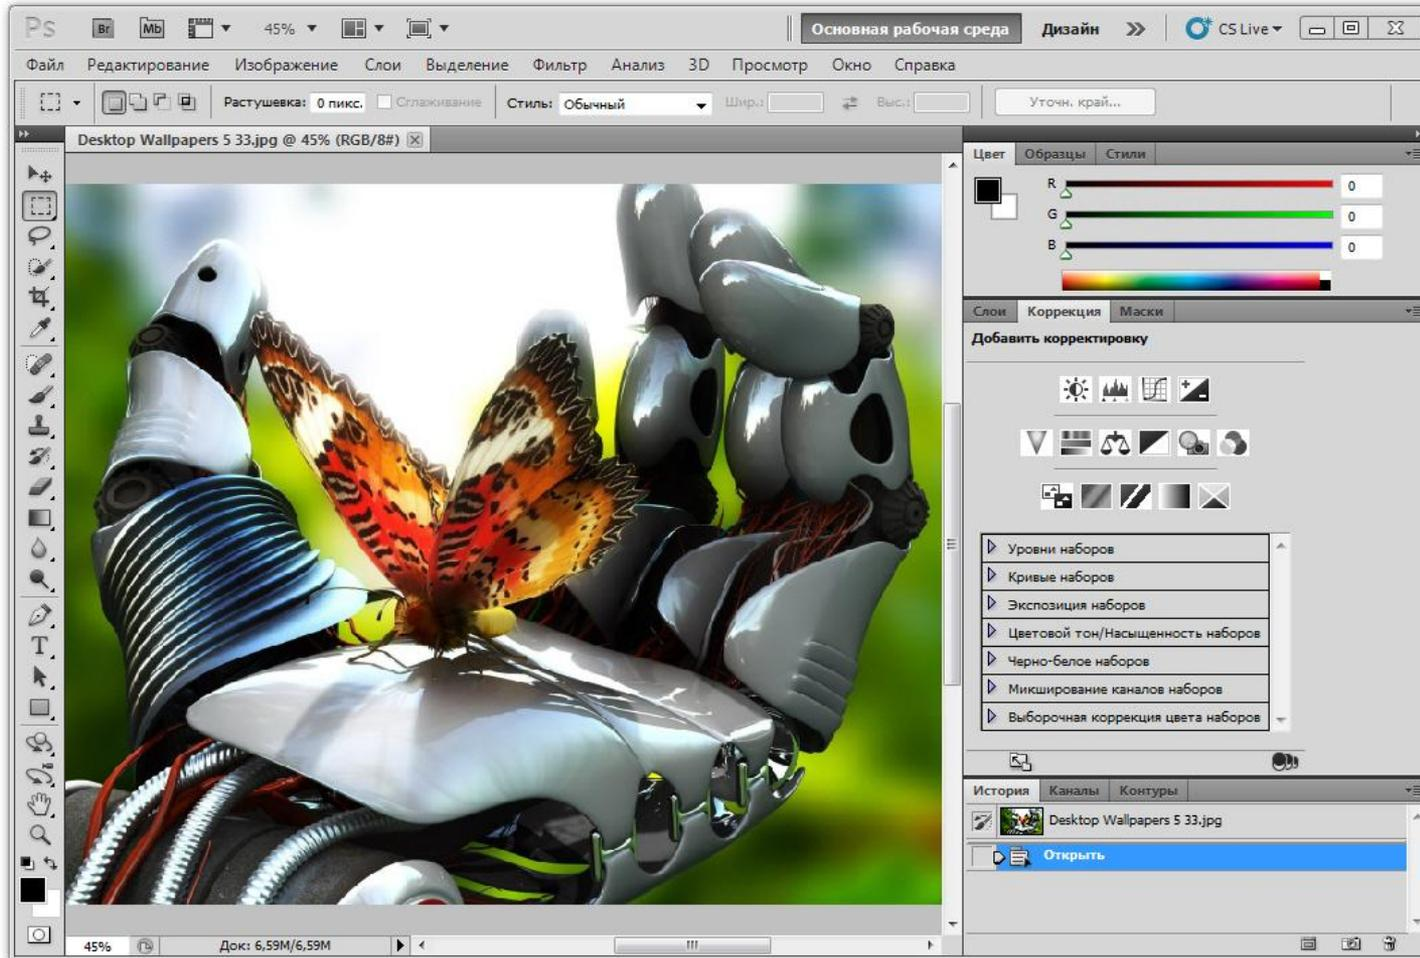 Ps Br Mb 45% Основная рабочая среда Дизайн CS Live
Файл Редактирование Изображение Слои Выделение Фильтр Анализ 3D Просмотр Окно Справка
Растушевка: 0 пикс. Сглаживание Стиль: Обычный Шир.: Выс.: Уточн. край...
Desktop Wallpapers 5 33.jpg @ 45% (RGB/8#)
Цвет Образцы Стили
R 0
G 0
B 0
Слои Коррекция Маски
Добавить корректировку
Уровни наборов
Кривые наборов
Экспозиция наборов
Цветовой тон/Насыщенность наборов
Черно-белое наборов
Микширование каналов наборов
Выборочная коррекция цвета наборов
История Каналы Контуры
Desktop Wallpapers 5 33.jpg
Открыть
45% Док: 6,59M/6,59M